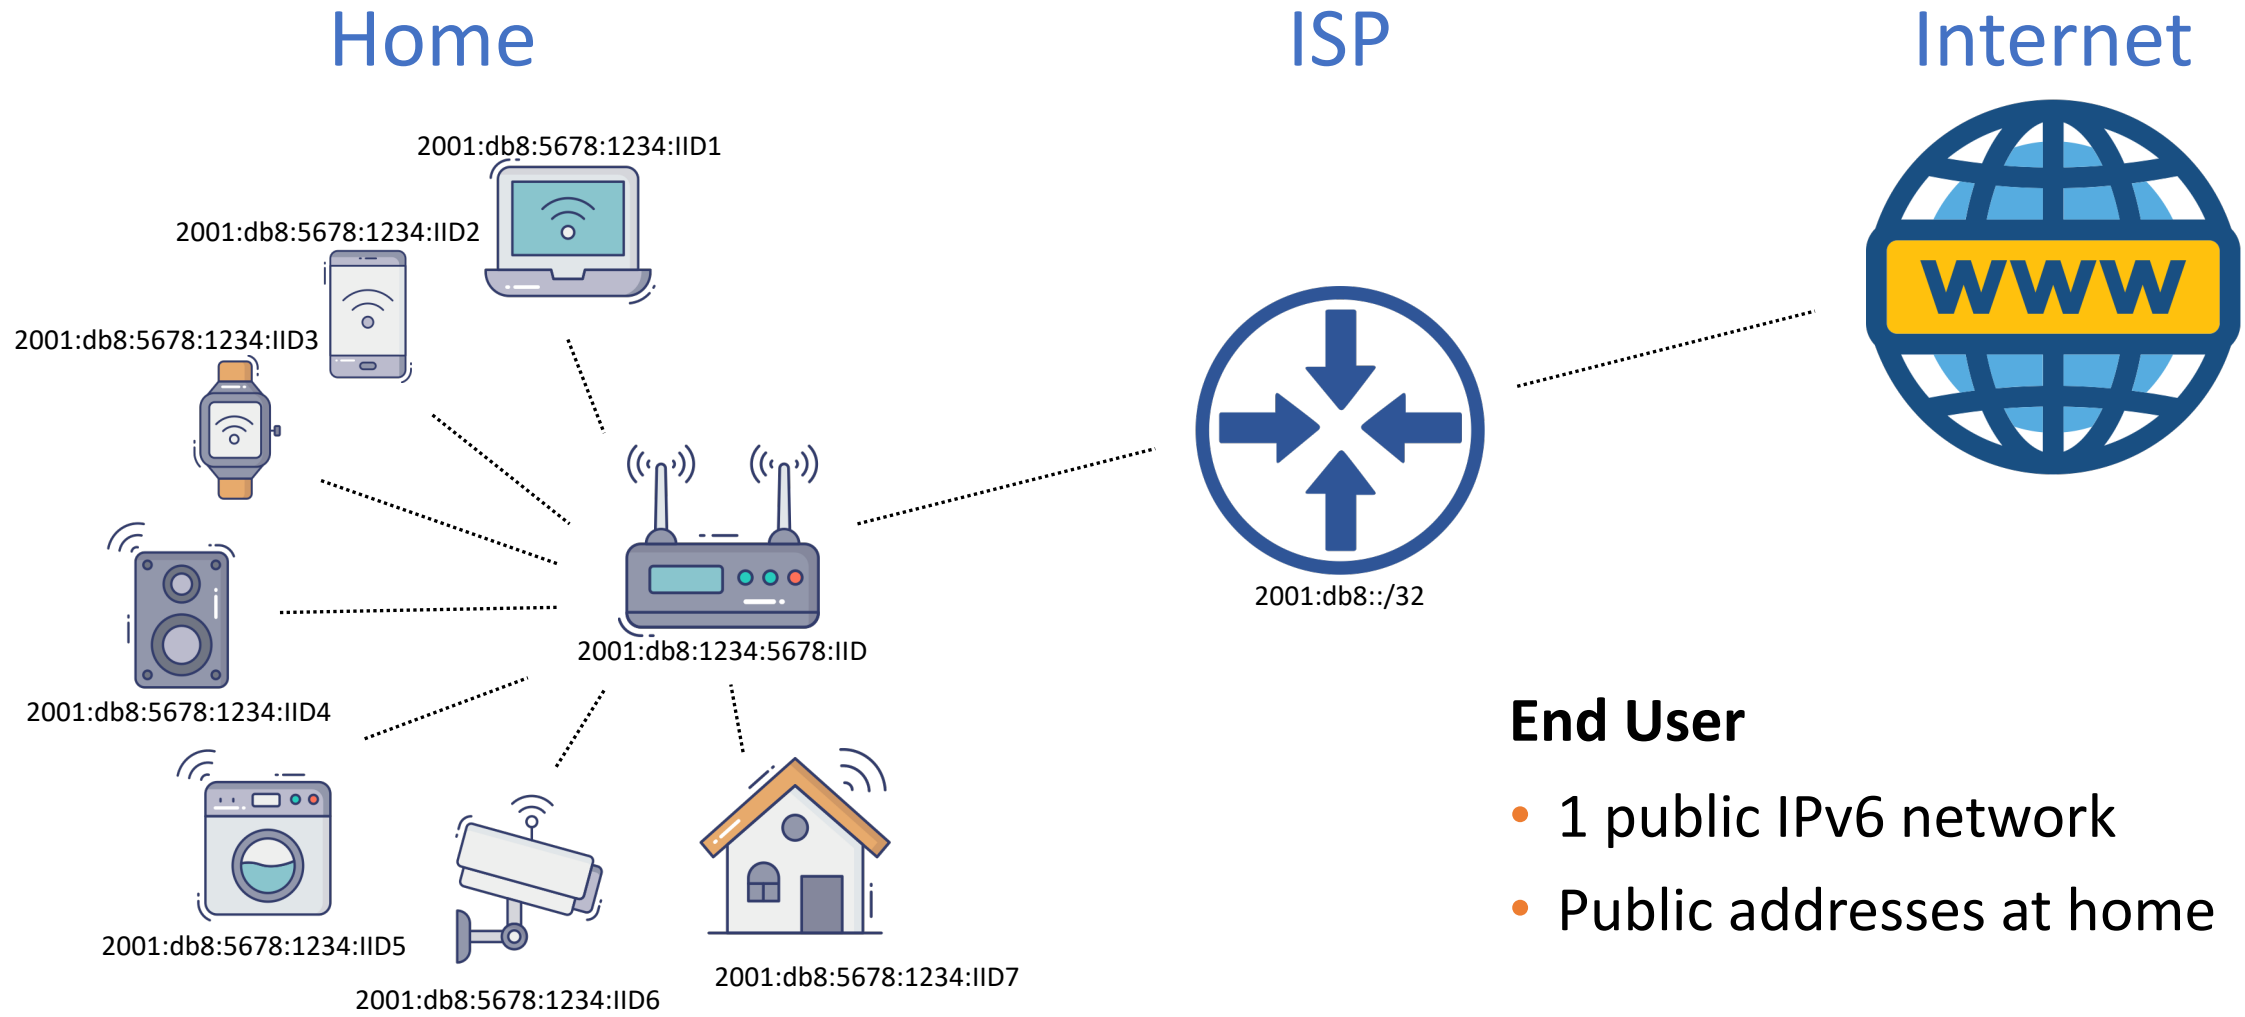 Home
ISP
Internet
2001:db8:5678:1234:IID1
2001:db8:5678:1234:IID2
2001:db8:5678:1234:IID3
www
2001:db8::/32
2001:db8:1234:5678:IID
2001:db8:5678:1234:IID4
2001:db8:5678:1234:IID5
2001:db8:5678:1234:IID6
2001:db8:5678:1234:IID7
End User
• 1 public IPv6 network
• Public addresses at home